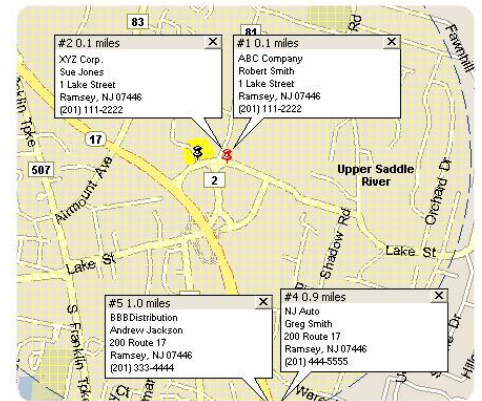 83
81
Rd
Fawnhill
#2 0.1 miles
XYZ Corp.
Sue Jones
1 Lake Street
Ramsey, NJ 07446
(201) 111-2222
#1 0.1 miles
ABC Company
Robert Smith
1 Lake Street
Ramsey, NJ 07446
(201) 111-2222
Tpke
17
507
2
Airmount Ave
Upper Saddle
River
Orchard Dr
Shadow Rd
Lake St
Lake St
S Franklin Tpke
#5 1.0 miles
BBBDistribution
Andrew Jackson
200 Route 17
Ramsey, NJ 07446
(201) 333-4444
#4 0.9 miles
NJ Auto
Greg Smith
200 Route 17
Ramsey, NJ 07446
(201) 444-5555
Dr
Ct